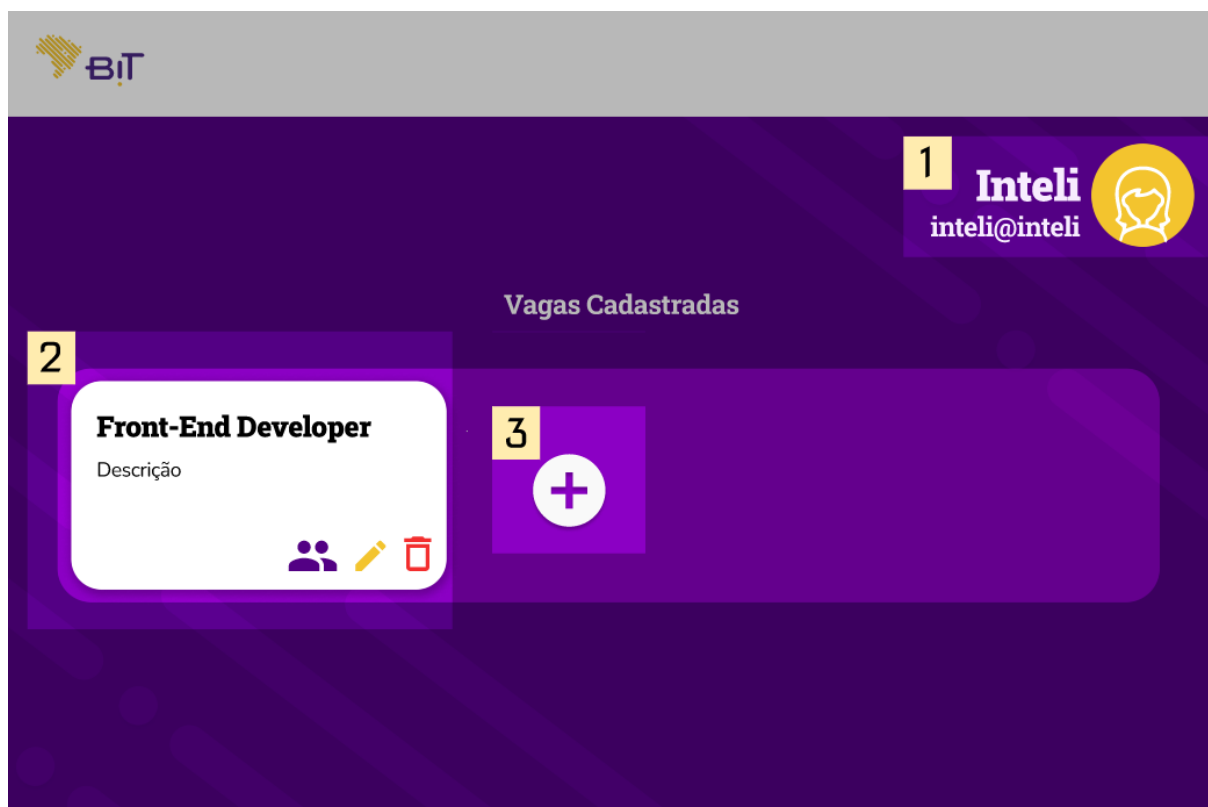 BiT
1
Inteli
inteli@inteli
Vagas Cadastradas
2
Front-End Developer
Descrição
3